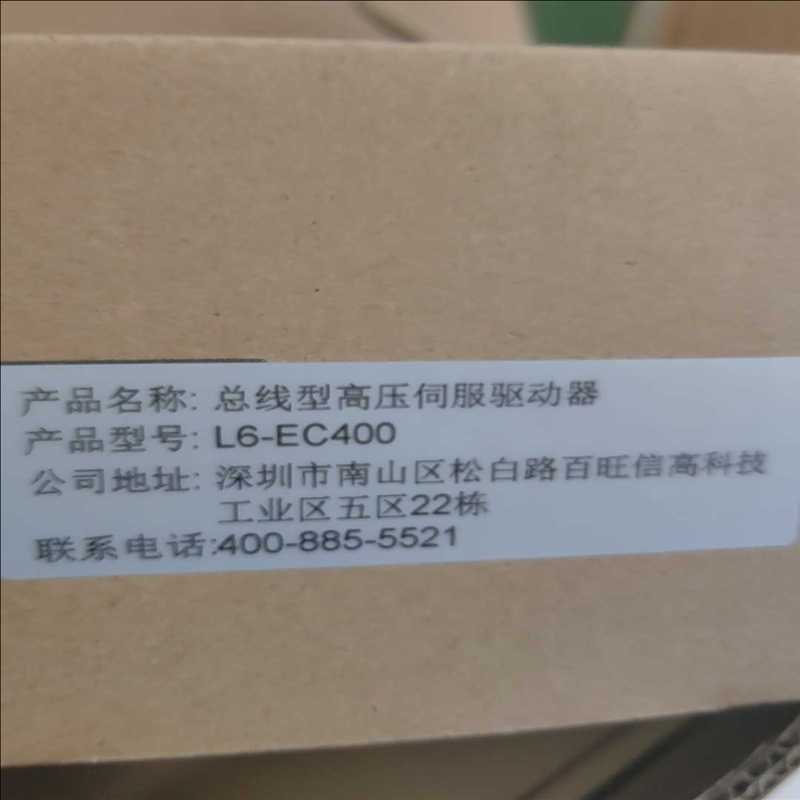 产品名称: 总线型高压伺服驱动器
产品型号: L6-EC400
公司地址: 深圳市南山区松白路百旺信高科技
工业区五区22栋
联系电话:400-885-5521